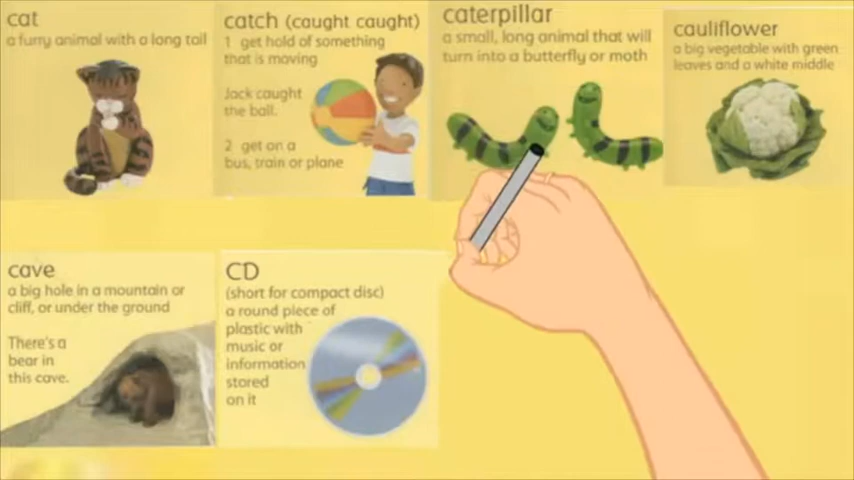 cat
a furry animal with a long tail
catch (caught caught)
1 get hold of something
that is moving
Jack caught
the ball.
2 get on a
bus, train or plane
caterpillar
a small, long animal that will
turn into a butterfly or moth
cauliflower
a big vegetable with green
leaves and a white middle
cave
a big hole in a mountain or
cliff, or under the ground
There's a
bear in
this cave.
CD
(short for compact disc)
a round piece of
plastic with
music or
information
stored
on it